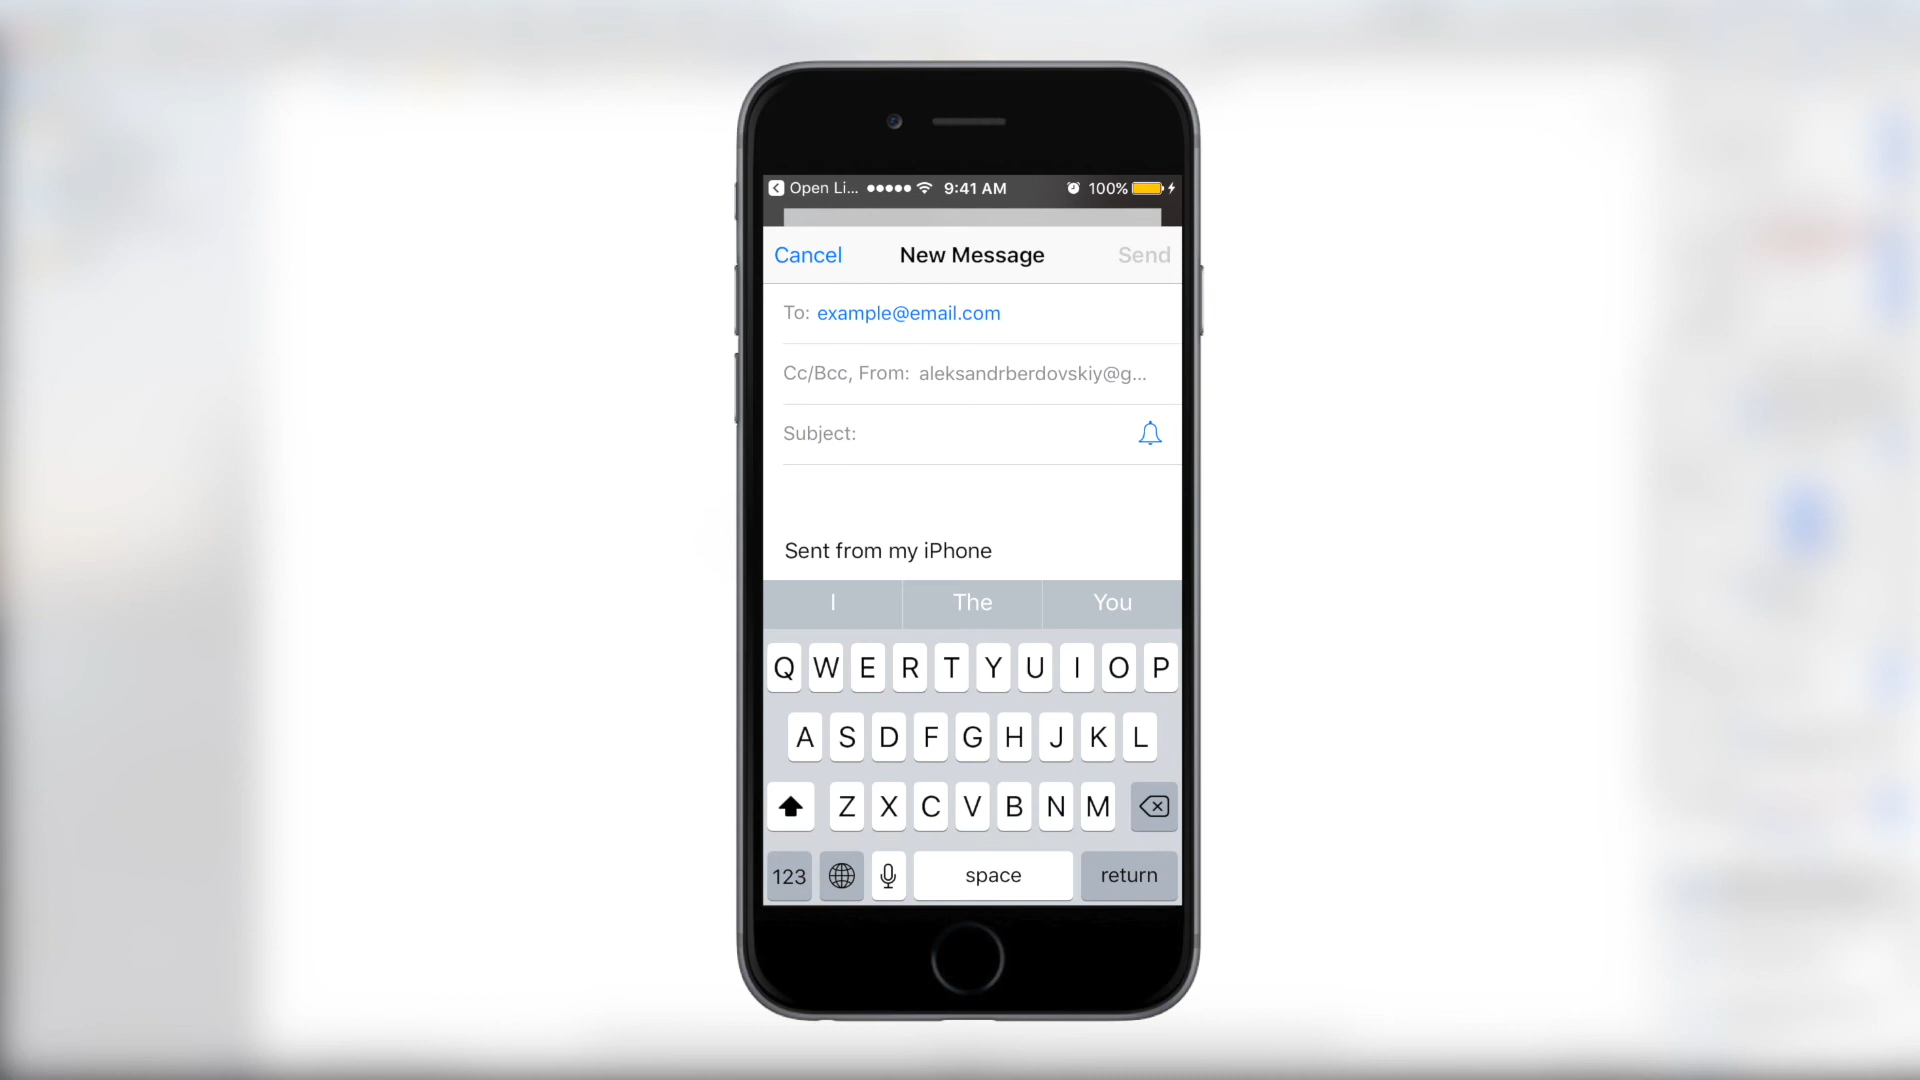 Open Li... 9:41 AM 100%
Cancel New Message Send
To: example@email.com
Cc/Bcc, From: aleksandrberdovskiy@g...
Subject:
Sent from my iPhone
I The You
Q W E R T Y U I O P
A S D F G H J K L
Z X C V B N M
123 space return